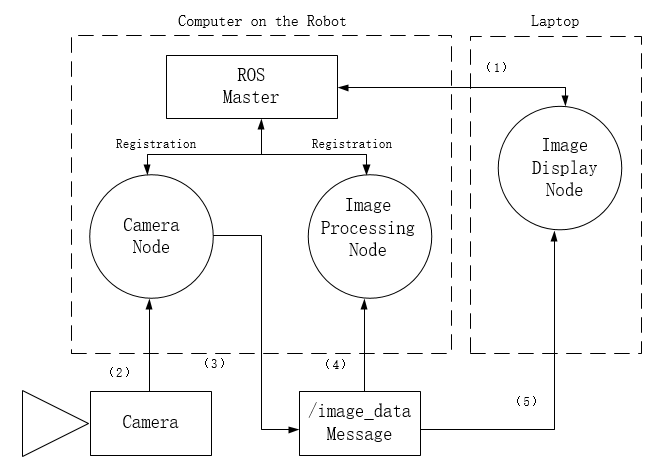 Computer on the Robot
Laptop
ROS
Master
(1)
Registration
Registration
Camera
Node
Image
Processing
Node
Image
Display
Node
(2)
(3)
(4)
(5)
Camera
/image_data
Message